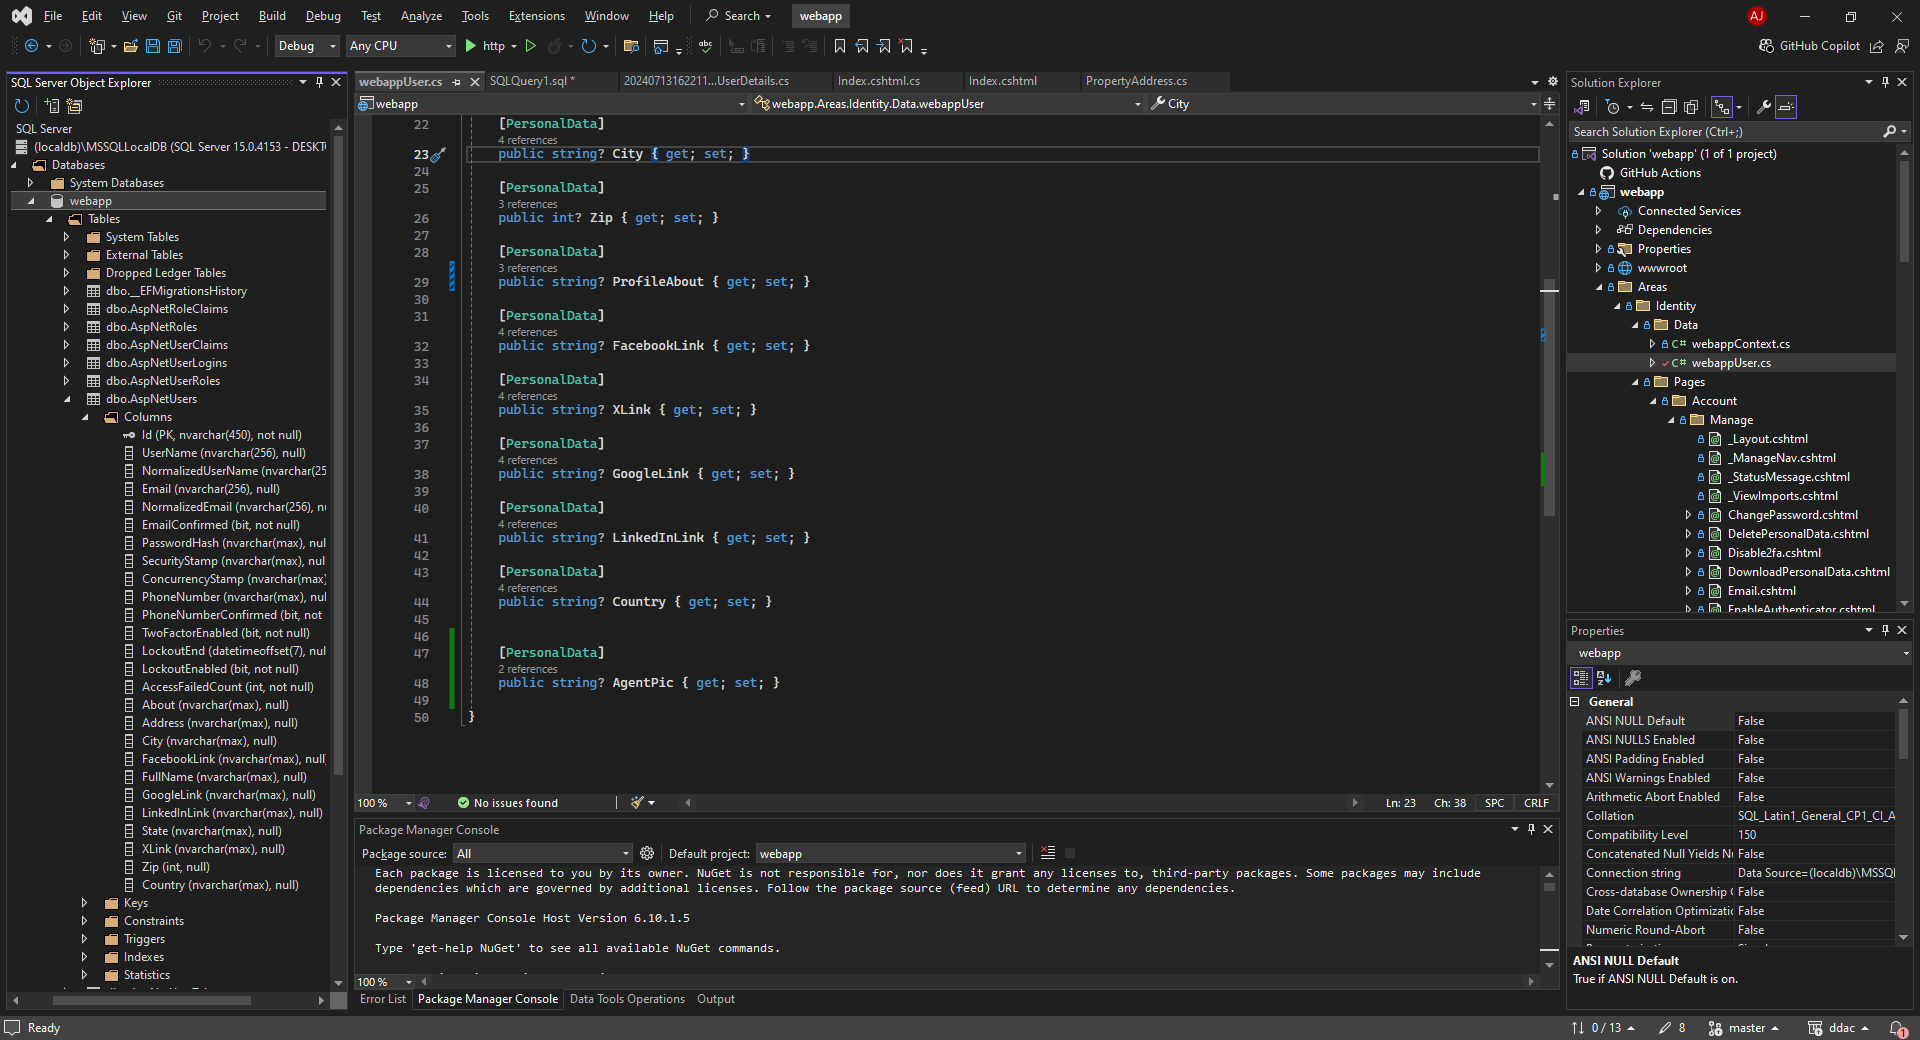 File Edit View Git Project Build Debug Test Analyze Tools Extensions Window Help Search webapp AJ
Debug Any CPU http GitHub Copilot
SQL Server Object Explorer
SQL Server
(localdb)\MSSQLLocalDB (SQL Server 15.0.4153 - DESKT
Databases
System Databases
webapp
Tables
System Tables
External Tables
Dropped Ledger Tables
dbo.__EFMigrationsHistory
dbo.AspNetRoleClaims
dbo.AspNetRoles
dbo.AspNetUserClaims
dbo.AspNetUserLogins
dbo.AspNetUserRoles
dbo.AspNetUsers
Columns
Id (PK, nvarchar(450), not null)
UserName (nvarchar(256), null)
NormalizedUserName (nvarchar(25
Email (nvarchar(256), null)
NormalizedEmail (nvarchar(256), n
EmailConfirmed (bit, not null)
PasswordHash (nvarchar(max), nul
SecurityStamp (nvarchar(max), nul
ConcurrencyStamp (nvarchar(max)
PhoneNumber (nvarchar(max), nul
PhoneNumberConfirmed (bit, not
TwoFactorEnabled (bit, not null)
LockoutEnd (datetimeoffset(7), nul
LockoutEnabled (bit, not null)
AccessFailedCount (int, not null)
About (nvarchar(max), null)
Address (nvarchar(max), null)
City (nvarchar(max), null)
FacebookLink (nvarchar(max), null
FullName (nvarchar(max), null)
GoogleLink (nvarchar(max), null)
LinkedInLink (nvarchar(max), null)
State (nvarchar(max), null)
XLink (nvarchar(max), null)
Zip (int, null)
Country (nvarchar(max), null)
Keys
Constraints
Triggers
Indexes
Statistics
webappUser.cs SQLQuery1.sql * 20240713162211...UserDetails.cs Index.cshtml.cs Index.cshtml PropertyAddress.cs
webapp webapp.Areas.Identity.Data.webappUser City
22 [PersonalData]
4 references
23 public string? City { get; set; }
24
25 [PersonalData]
3 references
26 public int? Zip { get; set; }
27
28 [PersonalData]
3 references
29 public string? ProfileAbout { get; set; }
30
31 [PersonalData]
4 references
32 public string? FacebookLink { get; set; }
33
34 [PersonalData]
4 references
35 public string? XLink { get; set; }
36
37 [PersonalData]
4 references
38 public string? GoogleLink { get; set; }
39
40 [PersonalData]
4 references
41 public string? LinkedInLink { get; set; }
42
43 [PersonalData]
4 references
44 public string? Country { get; set; }
45
46
47 [PersonalData]
2 references
48 public string? AgentPic { get; set; }
49
50 }
100 % No issues found Ln: 23 Ch: 38 SPC CRLF
Package Manager Console
Package source: All Default project: webapp
Each package is licensed to you by its owner. NuGet is not responsible for, nor does it grant any licenses to, third-party packages. Some packages may include
dependencies which are governed by additional licenses. Follow the package source (feed) URL to determine any dependencies.
Package Manager Console Host Version 6.10.1.5
Type 'get-help NuGet' to see all available NuGet commands.
100 %
Error List Package Manager Console Data Tools Operations Output
Solution Explorer
Search Solution Explorer (Ctrl+;)
Solution 'webapp' (1 of 1 project)
GitHub Actions
webapp
Connected Services
Dependencies
Properties
wwwroot
Areas
Identity
Data
C# webappContext.cs
C# webappUser.cs
Pages
Account
Manage
_Layout.cshtml
_ManageNav.cshtml
_StatusMessage.cshtml
_ViewImports.cshtml
ChangePassword.cshtml
DeletePersonalData.cshtml
Disable2fa.cshtml
DownloadPersonalData.cshtml
Email.cshtml
EnableAuthenticator.cshtml
Properties
webapp
General
ANSI NULL Default False
ANSI NULLS Enabled False
ANSI Padding Enabled False
ANSI Warnings Enabled False
Arithmetic Abort Enabled False
Collation SQL_Latin1_General_CP1_CI_A
Compatibility Level 150
Concatenated Null Yields Nu False
Connection string Data Source=(localdb)\MSSQL
Cross-database Ownership C False
Date Correlation Optimizatic False
Numeric Round-Abort False
ANSI NULL Default
True if ANSI NULL Default is on.
Ready 0 / 13 8 master ddac 1